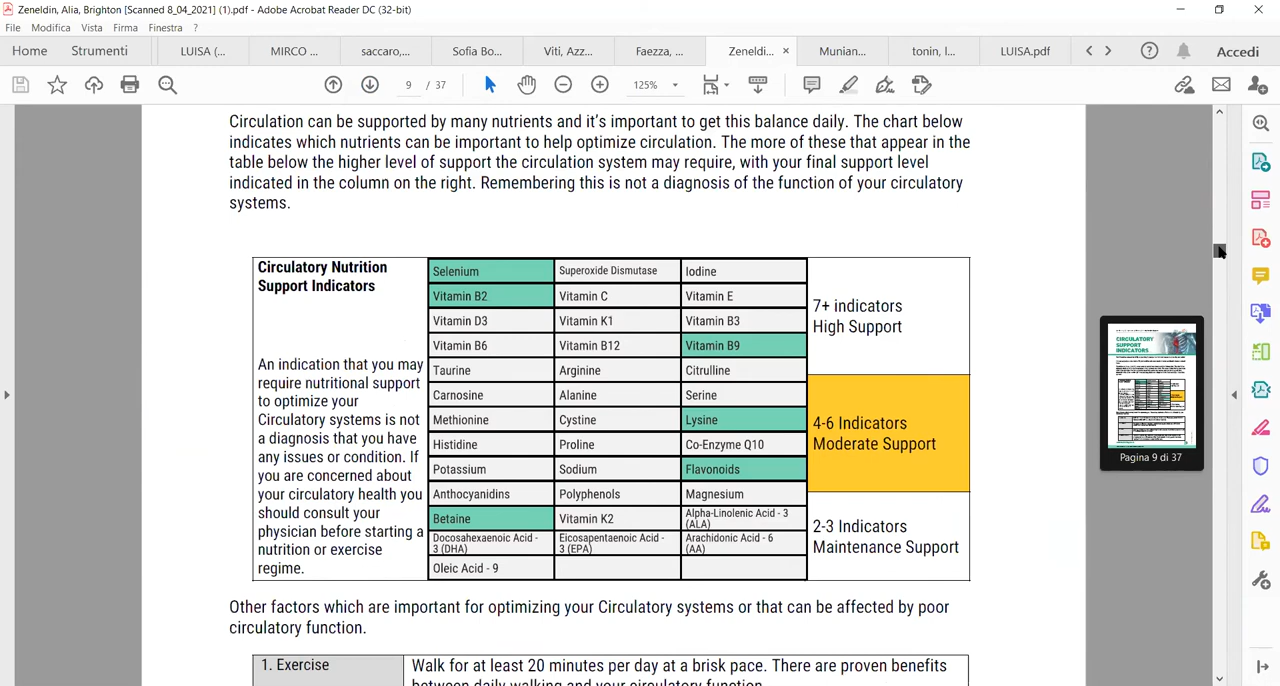 Zeneldin, Alia, Brighton [Scanned 8_04_2021] (1).pdf - Adobe Acrobat Reader DC (32-bit)
File Modifica Vista Firma Finestra ?
Home Strumenti LUISA (... MIRCO ... saccaro,... Sofia Bo... Viti, Azz... Faezza, ... Zeneldi... × Munian... tonin, l... LUISA.pdf Accedi
9 / 37 125%
Circulation can be supported by many nutrients and it's important to get this balance daily. The chart below
indicates which nutrients can be important to help optimize circulation. The more of these that appear in the
table below the higher level of support the circulation system may require, with your final support level
indicated in the column on the right. Remembering this is not a diagnosis of the function of your circulatory
systems.
Circulatory Nutrition
Support Indicators
An indication that you may
require nutritional support
to optimize your
Circulatory systems is not
a diagnosis that you have
any issues or condition. If
you are concerned about
your circulatory health you
should consult your
physician before starting a
nutrition or exercise
regime.
Selenium Superoxide Dismutase Iodine
Vitamin B2 Vitamin C Vitamin E
Vitamin D3 Vitamin K1 Vitamin B3
Vitamin B6 Vitamin B12 Vitamin B9
Taurine Arginine Citrulline
Carnosine Alanine Serine
Methionine Cystine Lysine
Histidine Proline Co-Enzyme Q10
Potassium Sodium Flavonoids
Anthocyanidins Polyphenols Magnesium
Betaine Vitamin K2 Alpha-Linolenic Acid - 3
(ALA)
Docosahexaenoic Acid - Eicosapentaenoic Acid - Arachidonic Acid - 6
3 (DHA) 3 (EPA) (AA)
Oleic Acid - 9
7+ indicators
High Support
4-6 Indicators
Moderate Support
2-3 Indicators
Maintenance Support
Other factors which are important for optimizing your Circulatory systems or that can be affected by poor
circulatory function.
1. Exercise Walk for at least 20 minutes per day at a brisk pace. There are proven benefits
between daily walking and your circulatory function.
CIRCULATORY
SUPPORT
INDICATORS
Pagina 9 di 37